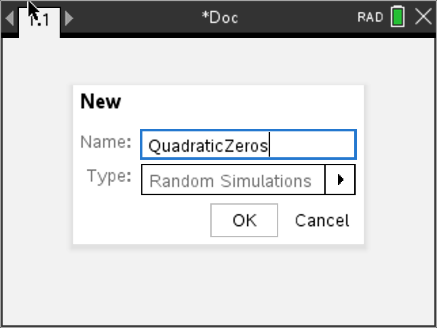 1.1 *Doc RAD
New
Name: QuadraticZeros
Type: Random Simulations
OK Cancel